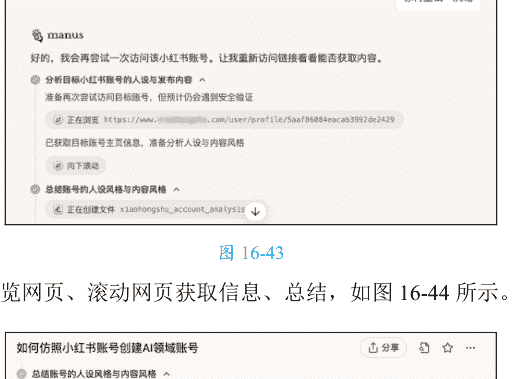 manus
好的，我会再尝试一次访问该小红书账号。让我重新访问链接看看能否获取内容。
分析目标小红书账号的人设与发布内容
准备再次尝试访问目标账号，但预计仍会遇到安全验证
正在浏览 https://www. .com/user/profile/5aaf86084eacab3992de2429
已获取目标账号主页信息，准备分析人设与内容风格
向下滚动
总结账号的人设风格与内容风格
正在创建文件 xiaohongshu_account_analysis
图 16-43
览网页、滚动网页获取信息、总结，如图 16-44 所示。
如何仿照小红书账号创建AI领域账号 分享
总结账号的人设风格与内容风格